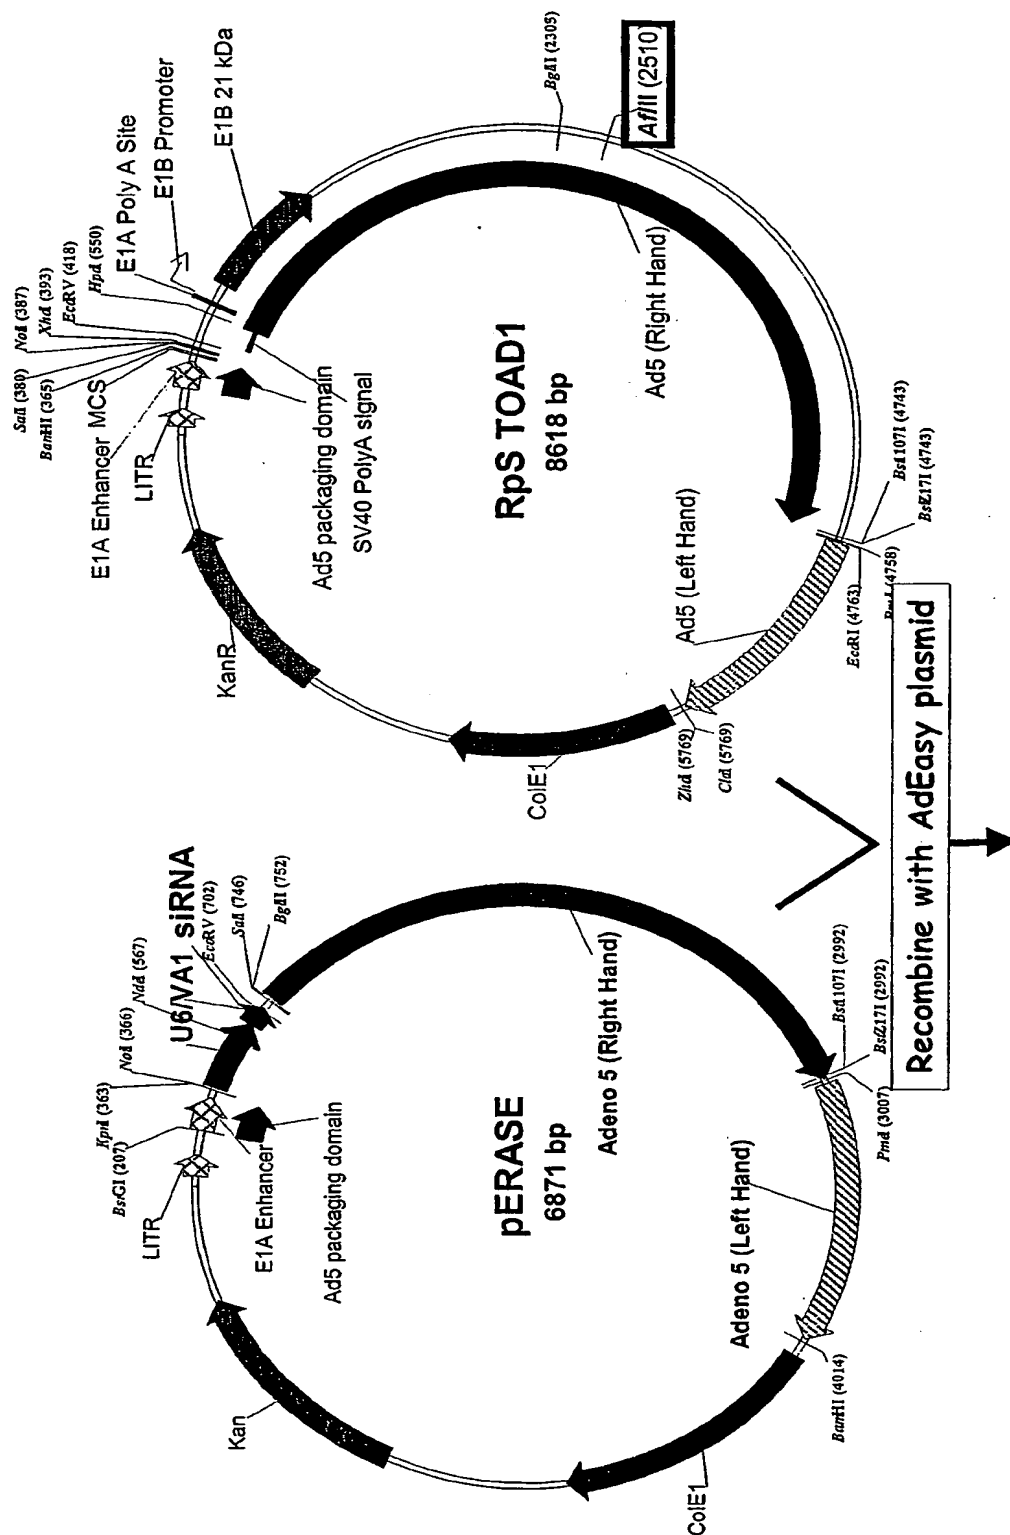 U6/VA1 siRNA
EcoRV (702)
SalI (746)
BglII (752)
NdeI (567)
NotI (366)
KpnI (363)
BsrGI (207)
LITR
E1A Enhancer
Ad5 packaging domain
Kan
pERASE
6871 bp
Adeno 5 (Right Hand)
Adeno 5 (Left Hand)
Bst1107I (2992)
BstZ17I (2992)
PmeI (3007)
BamHI (4014)
ColE1
E1B 21 kDa
E1B Promoter
E1A Poly A Site
HpaI (550)
EcoRV (418)
XhoI (393)
NotI (387)
SalI (380)
BamHI (365)
E1A Enhancer MCS
LITR
Ad5 packaging domain
SV40 PolyA signal
KanR
BglII (2305)
AflII (2510)
RpS TOAD1
8618 bp
Ad5 (Right Hand)
Ad5 (Left Hand)
Bst1107I (4743)
BstZ17I (4743)
(4758)
EcoRI (4763)
ClaI (5769)
ZhoI (5769)
ColE1
Recombine with AdEasy plasmid